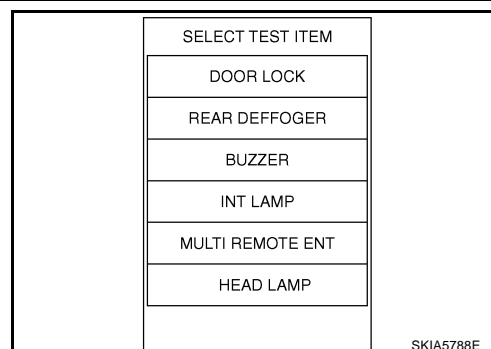 SELECT TEST ITEM
DOOR LOCK
REAR DEFFOGER
BUZZER
INT LAMP
MULTI REMOTE ENT
HEAD LAMP
SKIA5788E